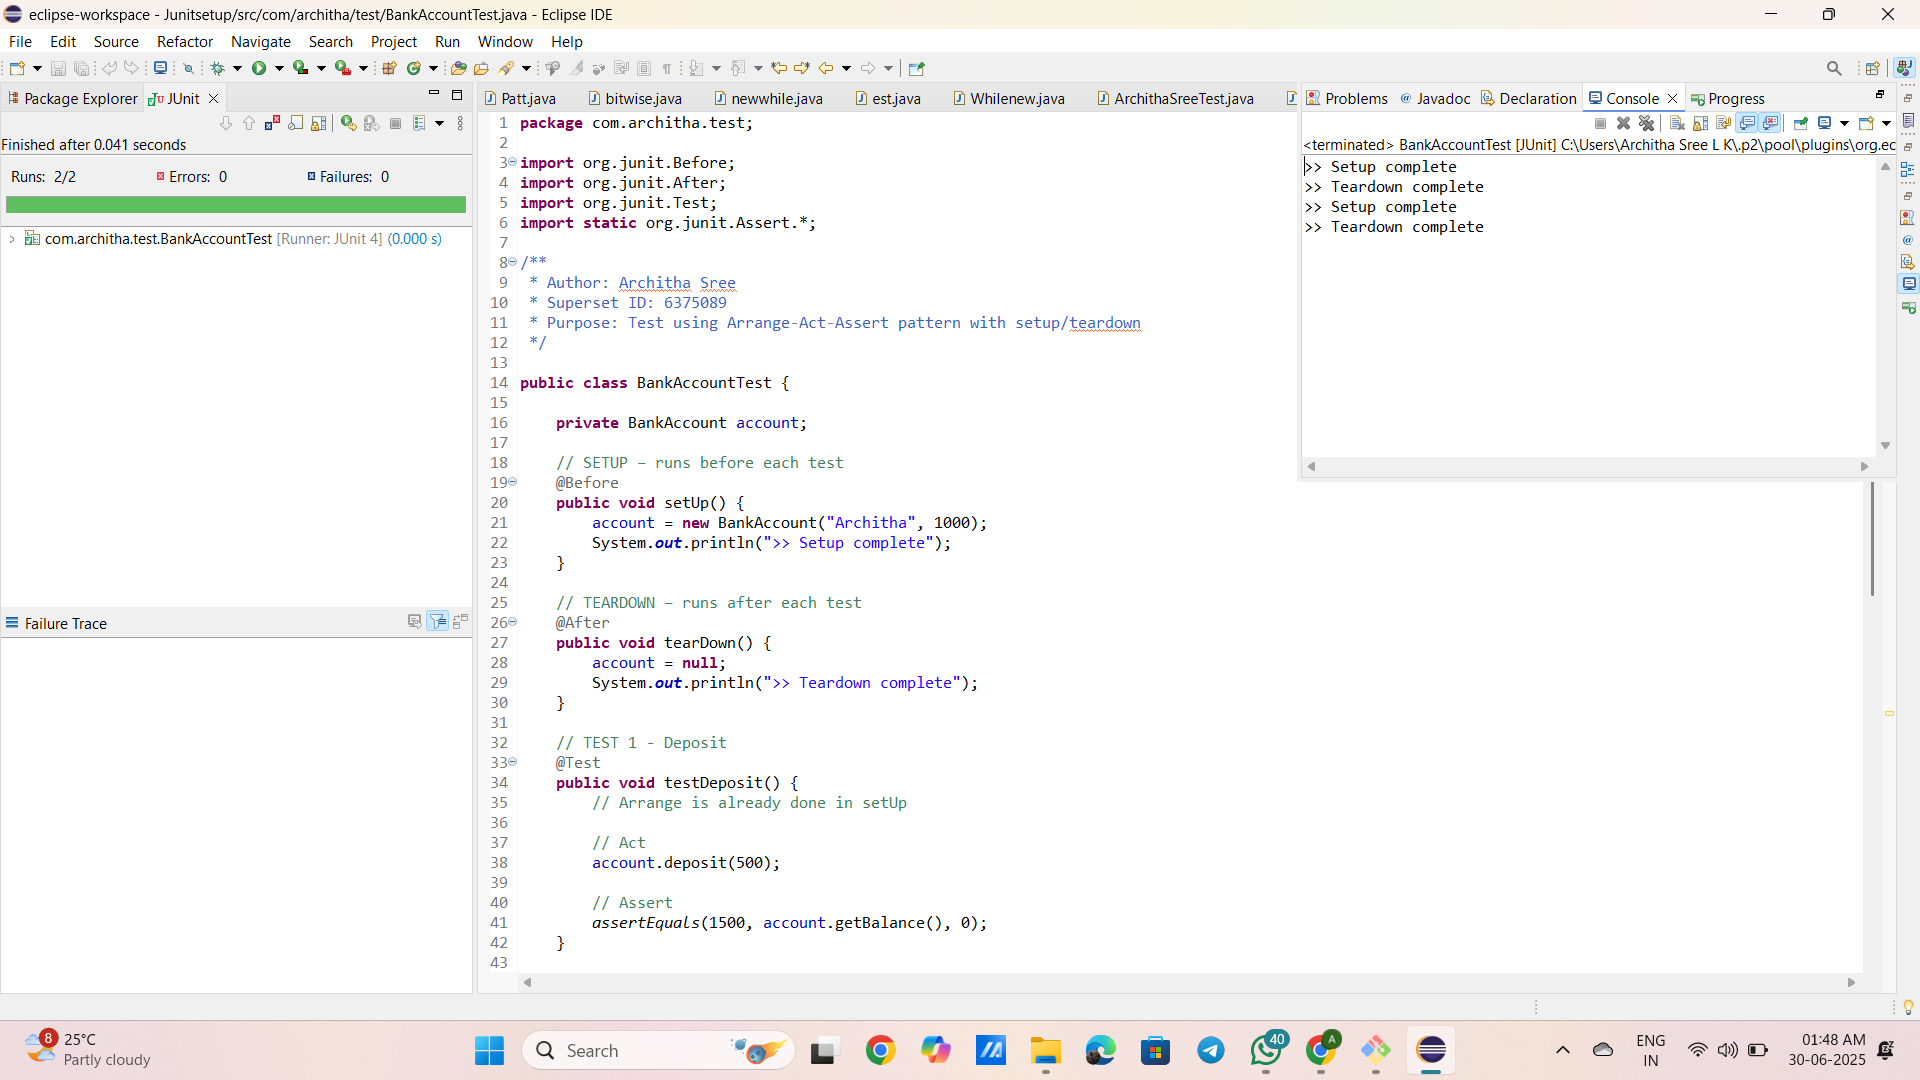 eclipse-workspace - Junitsetup/src/com/architha/test/BankAccountTest.java - Eclipse IDE
File Edit Source Refactor Navigate Search Project Run Window Help
Package Explorer JUnit
Finished after 0.041 seconds
Runs: 2/2 Errors: 0 Failures: 0
com.architha.test.BankAccountTest [Runner: JUnit 4] (0.000 s)
Failure Trace
Patt.java bitwise.java newwhile.java est.java Whilenew.java ArchithaSreeTest.java
1 package com.architha.test;
2
3 import org.junit.Before;
4 import org.junit.After;
5 import org.junit.Test;
6 import static org.junit.Assert.*;
7
8 /**
9 * Author: Architha Sree
10 * Superset ID: 6375089
11 * Purpose: Test using Arrange-Act-Assert pattern with setup/teardown
12 */
13
14 public class BankAccountTest {
15
16 private BankAccount account;
17
18 // SETUP – runs before each test
19 @Before
20 public void setUp() {
21 account = new BankAccount("Architha", 1000);
22 System.out.println(">> Setup complete");
23 }
24
25 // TEARDOWN – runs after each test
26 @After
27 public void tearDown() {
28 account = null;
29 System.out.println(">> Teardown complete");
30 }
31
32 // TEST 1 - Deposit
33 @Test
34 public void testDeposit() {
35 // Arrange is already done in setUp
36
37 // Act
38 account.deposit(500);
39
40 // Assert
41 assertEquals(1500, account.getBalance(), 0);
42 }
43
Problems Javadoc Declaration Console Progress
<terminated> BankAccountTest [JUnit] C:\Users\Architha Sree L K\.p2\pool\plugins\org.ec
>> Setup complete
>> Teardown complete
>> Setup complete
>> Teardown complete
8
25°C
Partly cloudy
Search
40
A
ENG
IN
01:48 AM
30-06-2025